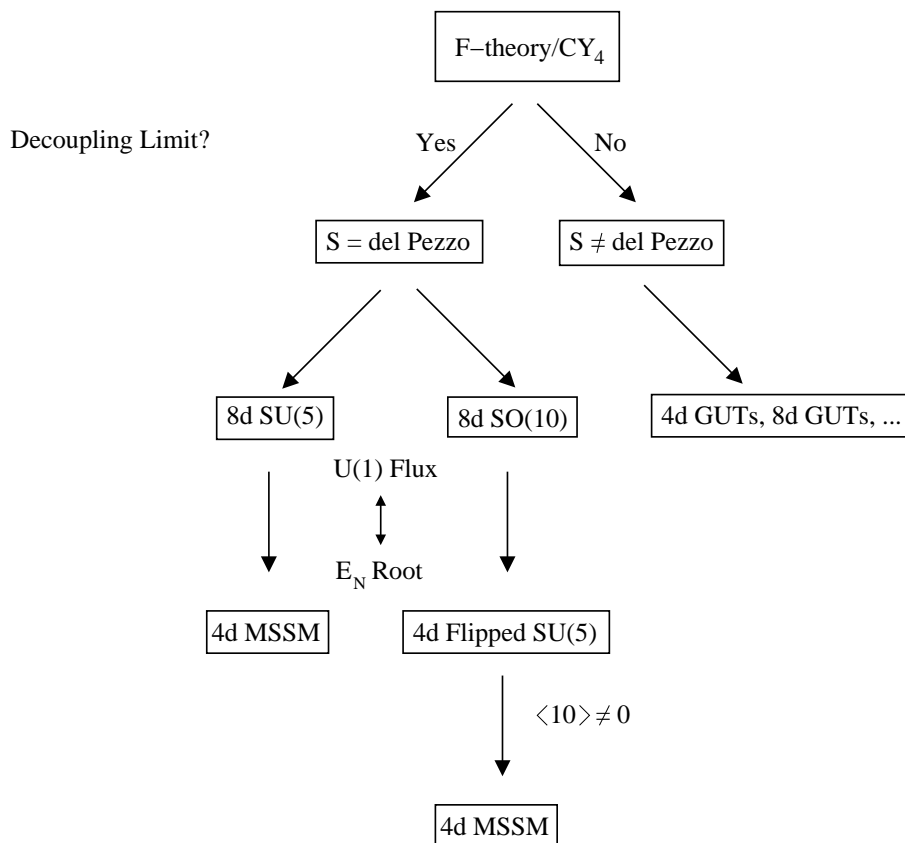 F−theory/CY4
Decoupling Limit?
Yes
No
S = del Pezzo
S ≠ del Pezzo
8d SU(5)
8d SO(10)
4d GUTs, 8d GUTs, ...
U(1) Flux
EN Root
4d MSSM
4d Flipped SU(5)
⟨10⟩ ≠ 0
4d MSSM